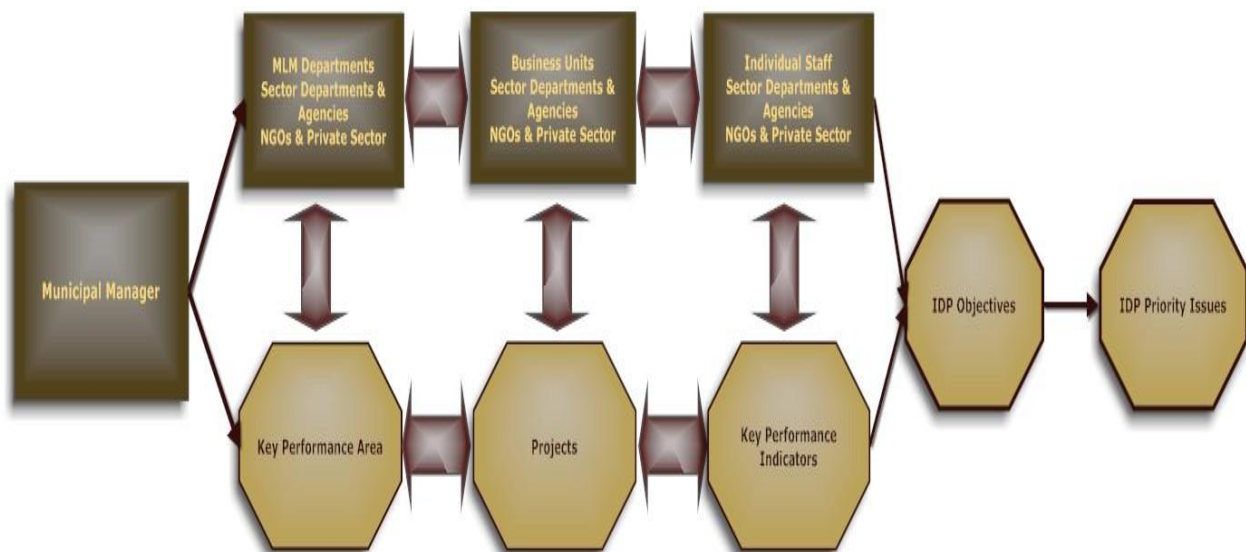 MLM Departments
Sector Departments &
Agencies
NGOs & Private Sector
Business Units
Sector Departments &
Agencies
NGOs & Private Sector
Individual Staff
Sector Departments &
Agencies
NGOs & Private Sector
Municipal Manager
IDP Objectives
IDP Priority Issues
Key Performance Area
Projects
Key Performance
Indicators